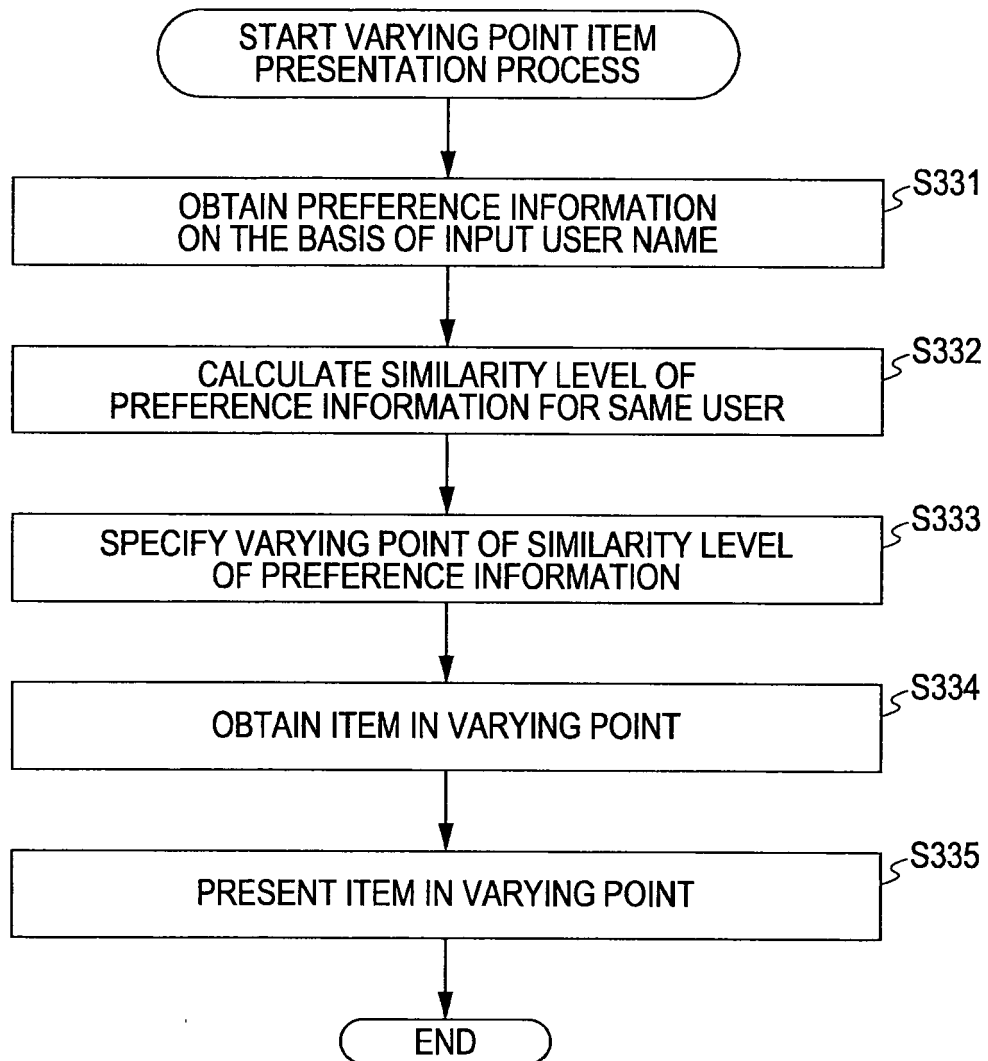 START VARYING POINT ITEM
PRESENTATION PROCESS
S331
OBTAIN PREFERENCE INFORMATION
ON THE BASIS OF INPUT USER NAME
S332
CALCULATE SIMILARITY LEVEL OF
PREFERENCE INFORMATION FOR SAME USER
S333
SPECIFY VARYING POINT OF SIMILARITY LEVEL
OF PREFERENCE INFORMATION
S334
OBTAIN ITEM IN VARYING POINT
S335
PRESENT ITEM IN VARYING POINT
END